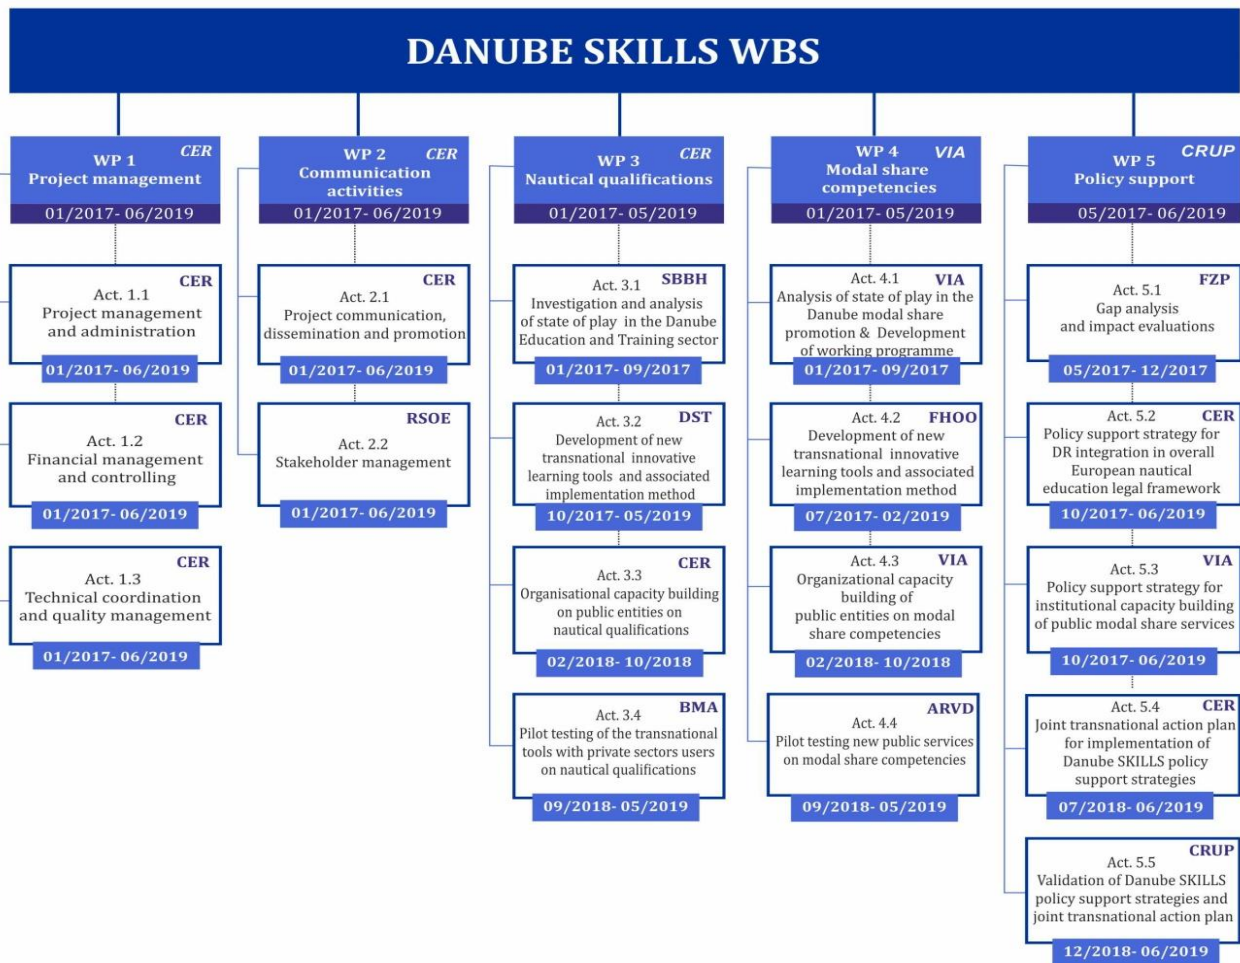 DANUBE SKILLS WBS
WP 1 CER
Project management
01/2017- 06/2019
CER
Act. 1.1
Project management
and administration
01/2017- 06/2019
CER
Act. 1.2
Financial management
and controlling
01/2017- 06/2019
CER
Act. 1.3
Technical coordination
and quality management
01/2017- 06/2019
WP 2 CER
Communication
activities
01/2017- 06/2019
CER
Act. 2.1
Project communication,
dissemination and promotion
01/2017- 06/2019
RSOE
Act. 2.2
Stakeholder management
01/2017- 06/2019
WP 3 CER
Nautical qualifications
01/2017- 05/2019
Act. 3.1 SBBH
Investigation and analysis
of state of play in the Danube
Education and Training sector
01/2017- 09/2017
Act. 3.2 DST
Development of new
transnational innovative
learning tools and associated
implementation method
10/2017- 05/2019
CER
Act. 3.3
Organisational capacity building
on public entities on
nautical qualifications
02/2018- 10/2018
BMA
Act. 3.4
Pilot testing of the transnational
tools with private sectors users
on nautical qualifications
09/2018- 05/2019
WP 4 VIA
Modal share
competencies
01/2017- 05/2019
Act. 4.1 VIA
Analysis of state of play in the
Danube modal share
promotion & Development
of working programme
01/2017- 09/2017
Act. 4.2 FHOO
Development of new
transnational innovative
learning tools and associated
implementation method
07/2017- 02/2019
Act. 4.3 VIA
Organizational capacity
building of
public entities on modal
share competencies
02/2018- 10/2018
ARVD
Act. 4.4
Pilot testing new public services
on modal share competencies
09/2018- 05/2019
WP 5 CRUP
Policy support
05/2017- 06/2019
FZP
Act. 5.1
Gap analysis
and impact evaluations
05/2017- 12/2017
Act. 5.2 CER
Policy support strategy for
DR integration in overall
European nautical
education legal framework
10/2017- 06/2019
VIA
Act. 5.3
Policy support strategy for
institutional capacity building
of public modal share services
10/2017- 06/2019
Act. 5.4 CER
Joint transnational action plan
for implementation of
Danube SKILLS policy
support strategies
07/2018- 06/2019
CRUP
Act. 5.5
Validation of Danube SKILLS
policy support strategies and
joint transnational action plan
12/2018- 06/2019